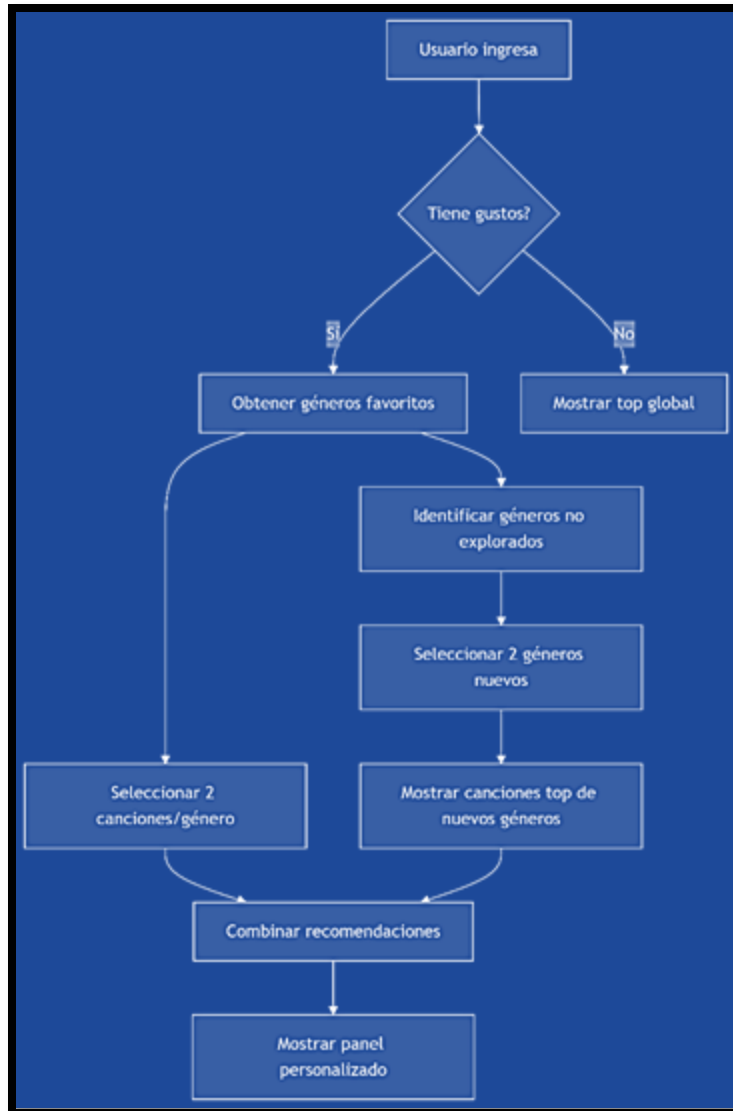 Usuario ingresa
Tiene gustos?
Sí
No
Obtener géneros favoritos
Mostrar top global
Identificar géneros no
explorados
Seleccionar 2 géneros
nuevos
Seleccionar 2
canciones/género
Mostrar canciones top de
nuevos géneros
Combinar recomendaciones
Mostrar panel
personalizado